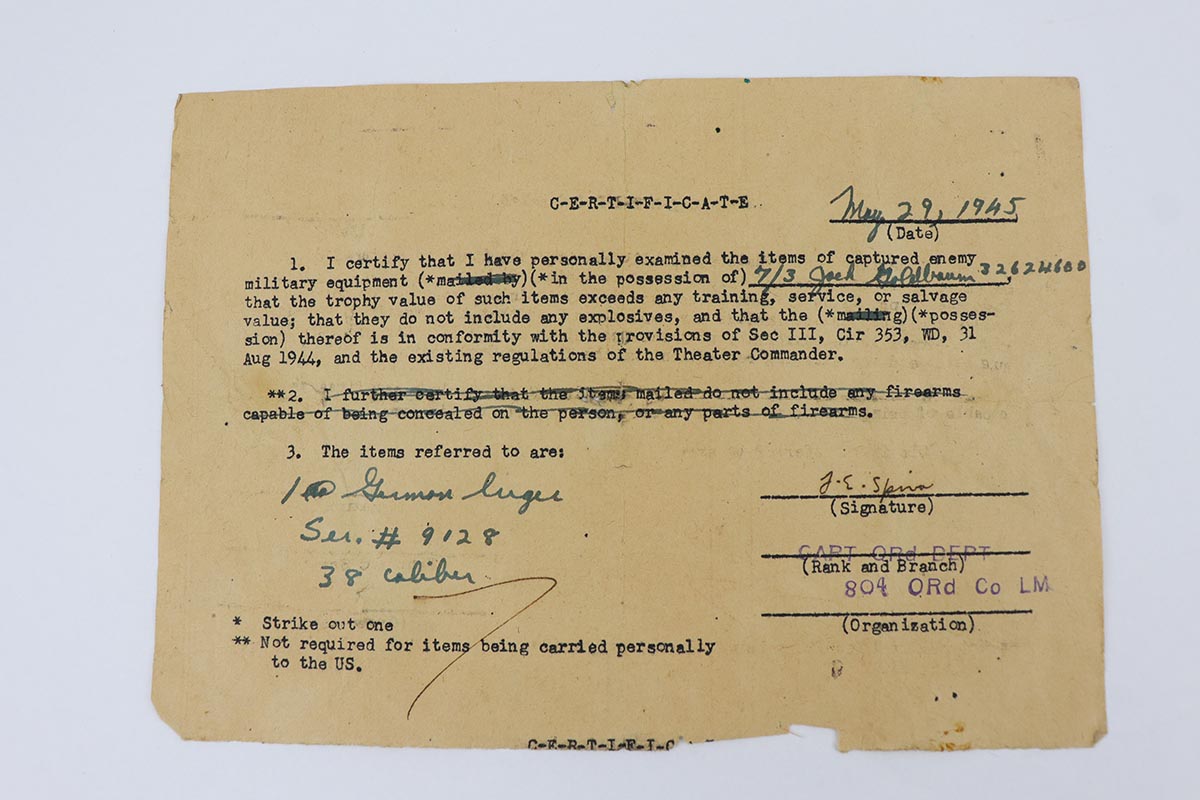 C-E-R-T-I-F-I-C-A-T-E
May 29, 1945
(Date)
1. I certify that I have personally examined the items of captured enemy
military equipment (*mailed by)(*in the possession of) T/3 Jack Goldbaum 32624600,
that the trophy value of such items exceeds any training, service, or salvage
value; that they do not include any explosives, and that the (*mailing)(*posses-
sion) thereof is in conformity with the provisions of Sec III, Cir 353, WD, 31
Aug 1944, and the existing regulations of the Theater Commander.
**2. I further certify that the items mailed do not include any firearms
capable of being concealed on the person, or any parts of firearms.
3. The items referred to are:
1 German Luger
Ser. # 9128
38 caliber
J.E. Spiro
(Signature)
CAPT ORd DEPT
(Rank and Branch)
804 ORd Co LM
(Organization)
* Strike out one
** Not required for items being carried personally
to the US.
C-E-R-T-I-F-I-C